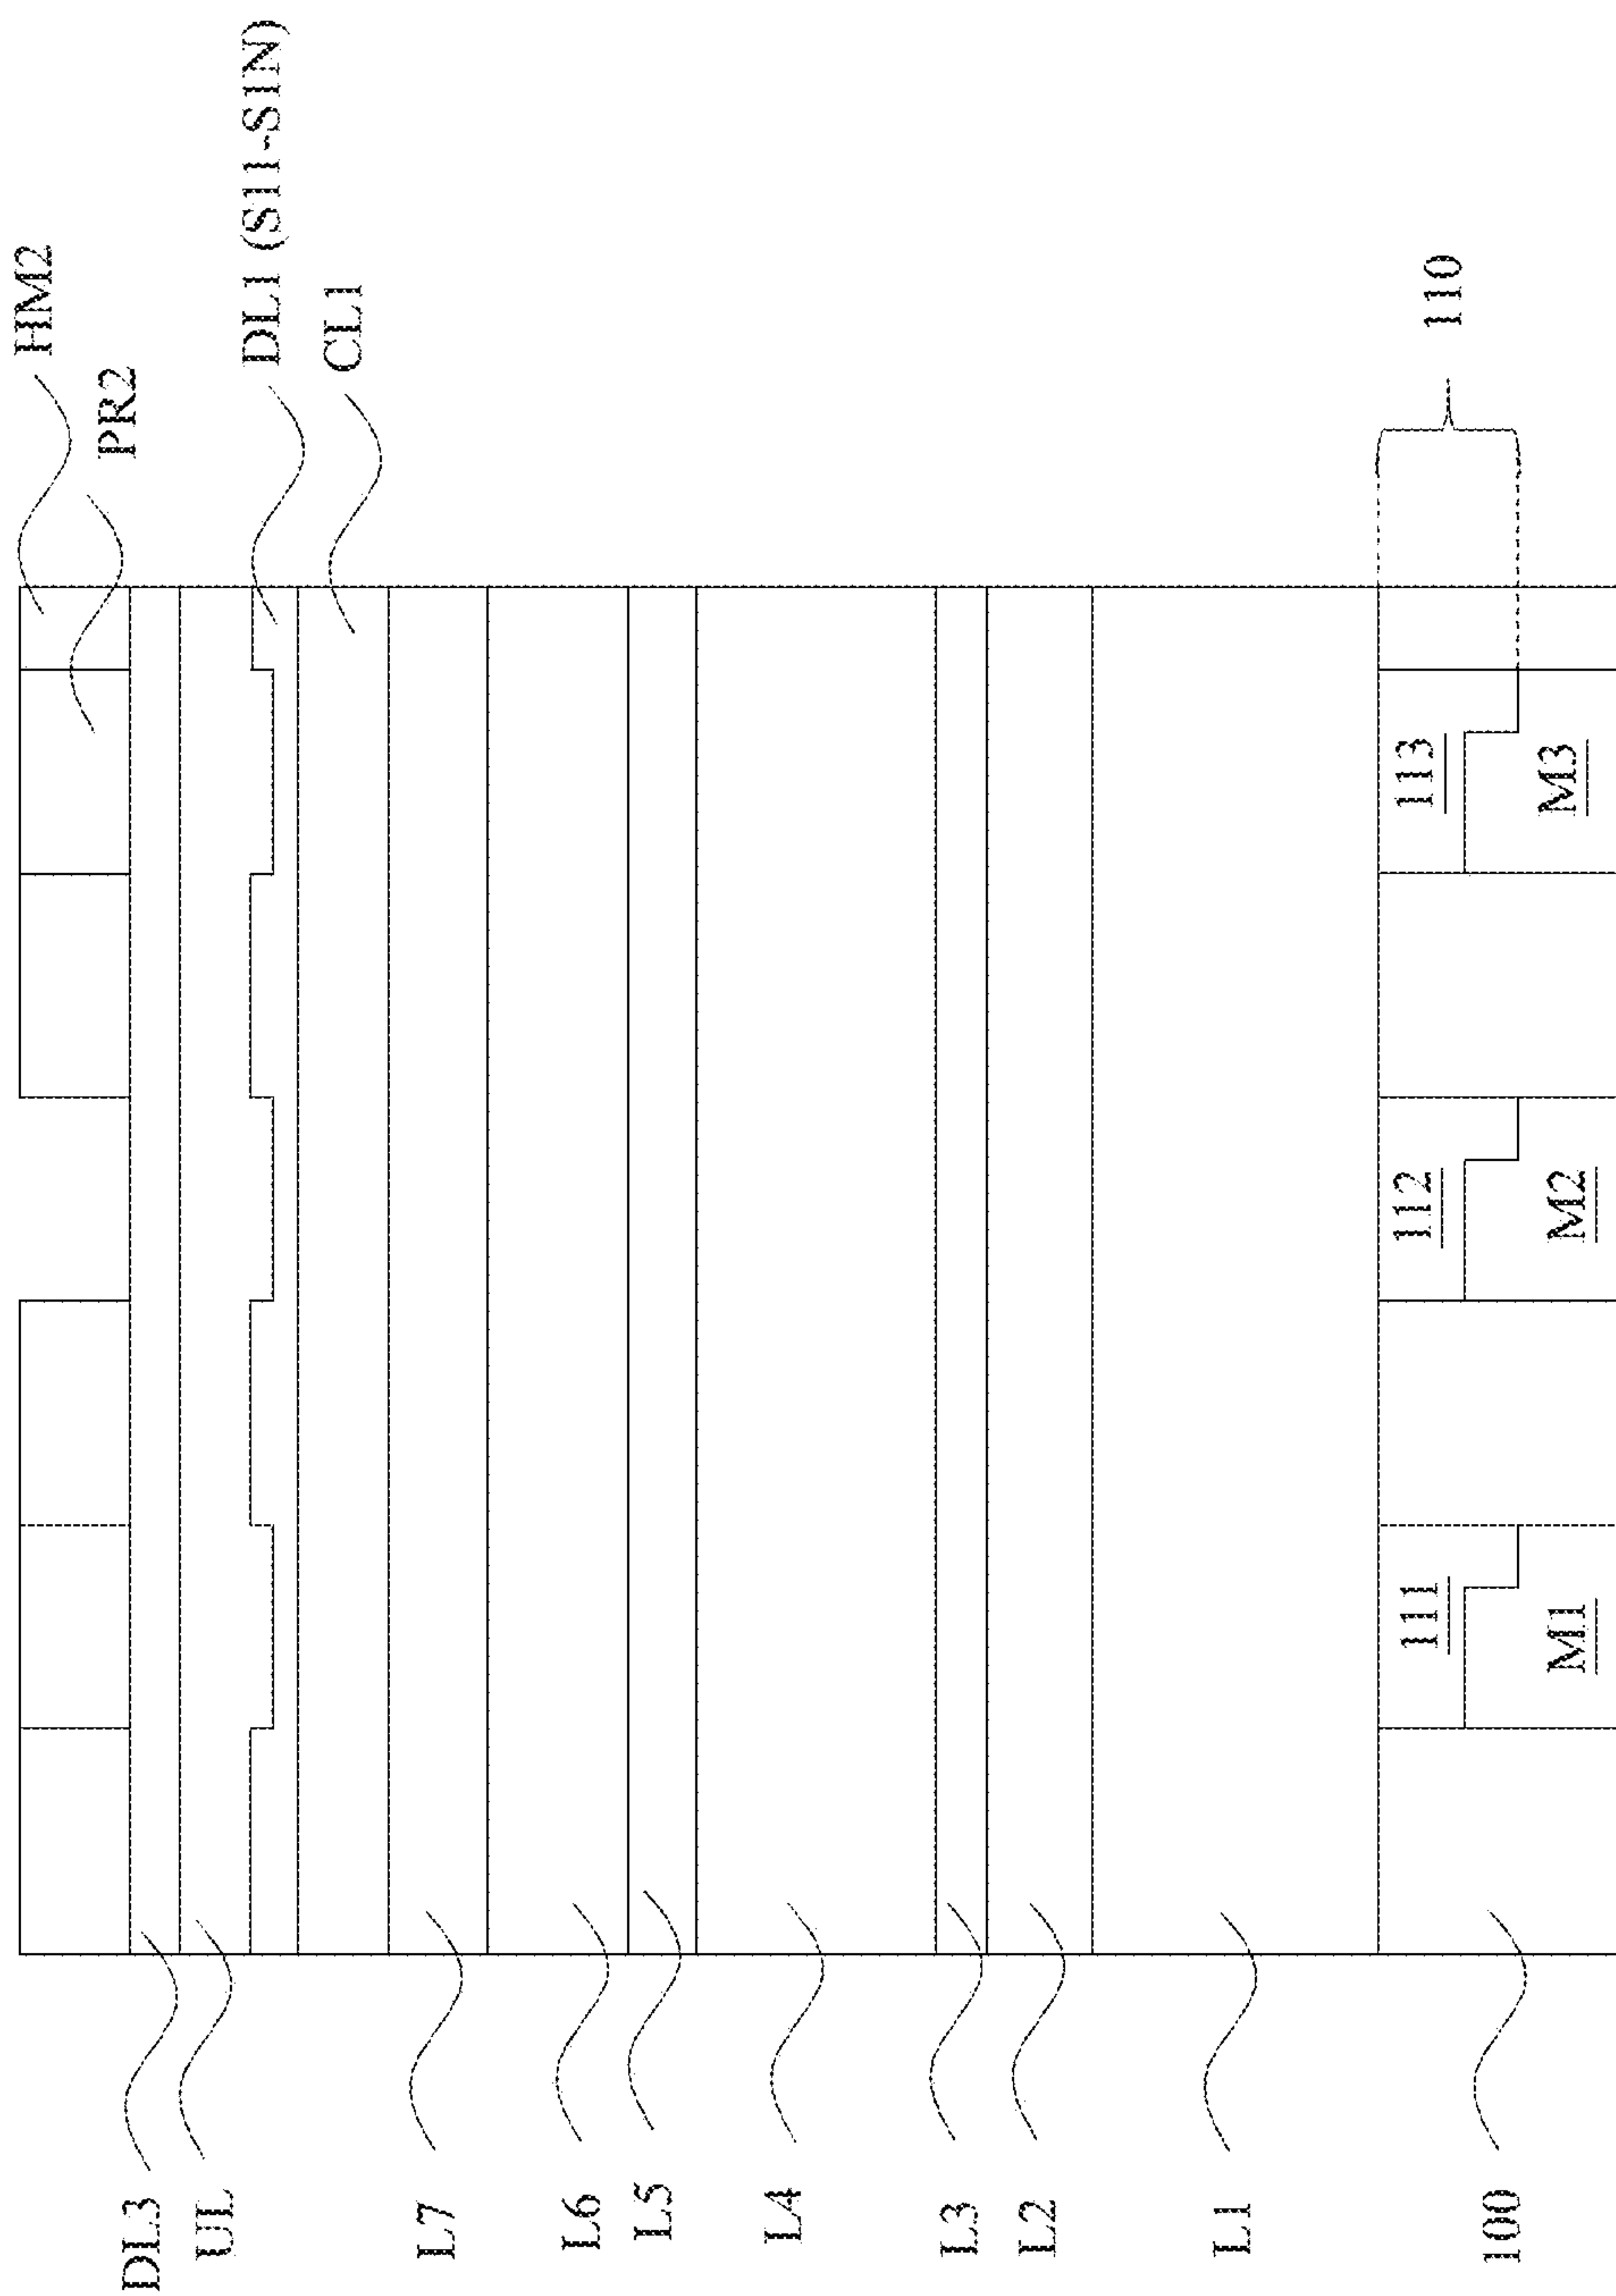 HM2
PR2
DL1 (S11-S1N)
CL1
110
113
M3
112
M2
111
M1
DL3
UL
L7
L6
L5
L4
L3
L2
L1
100